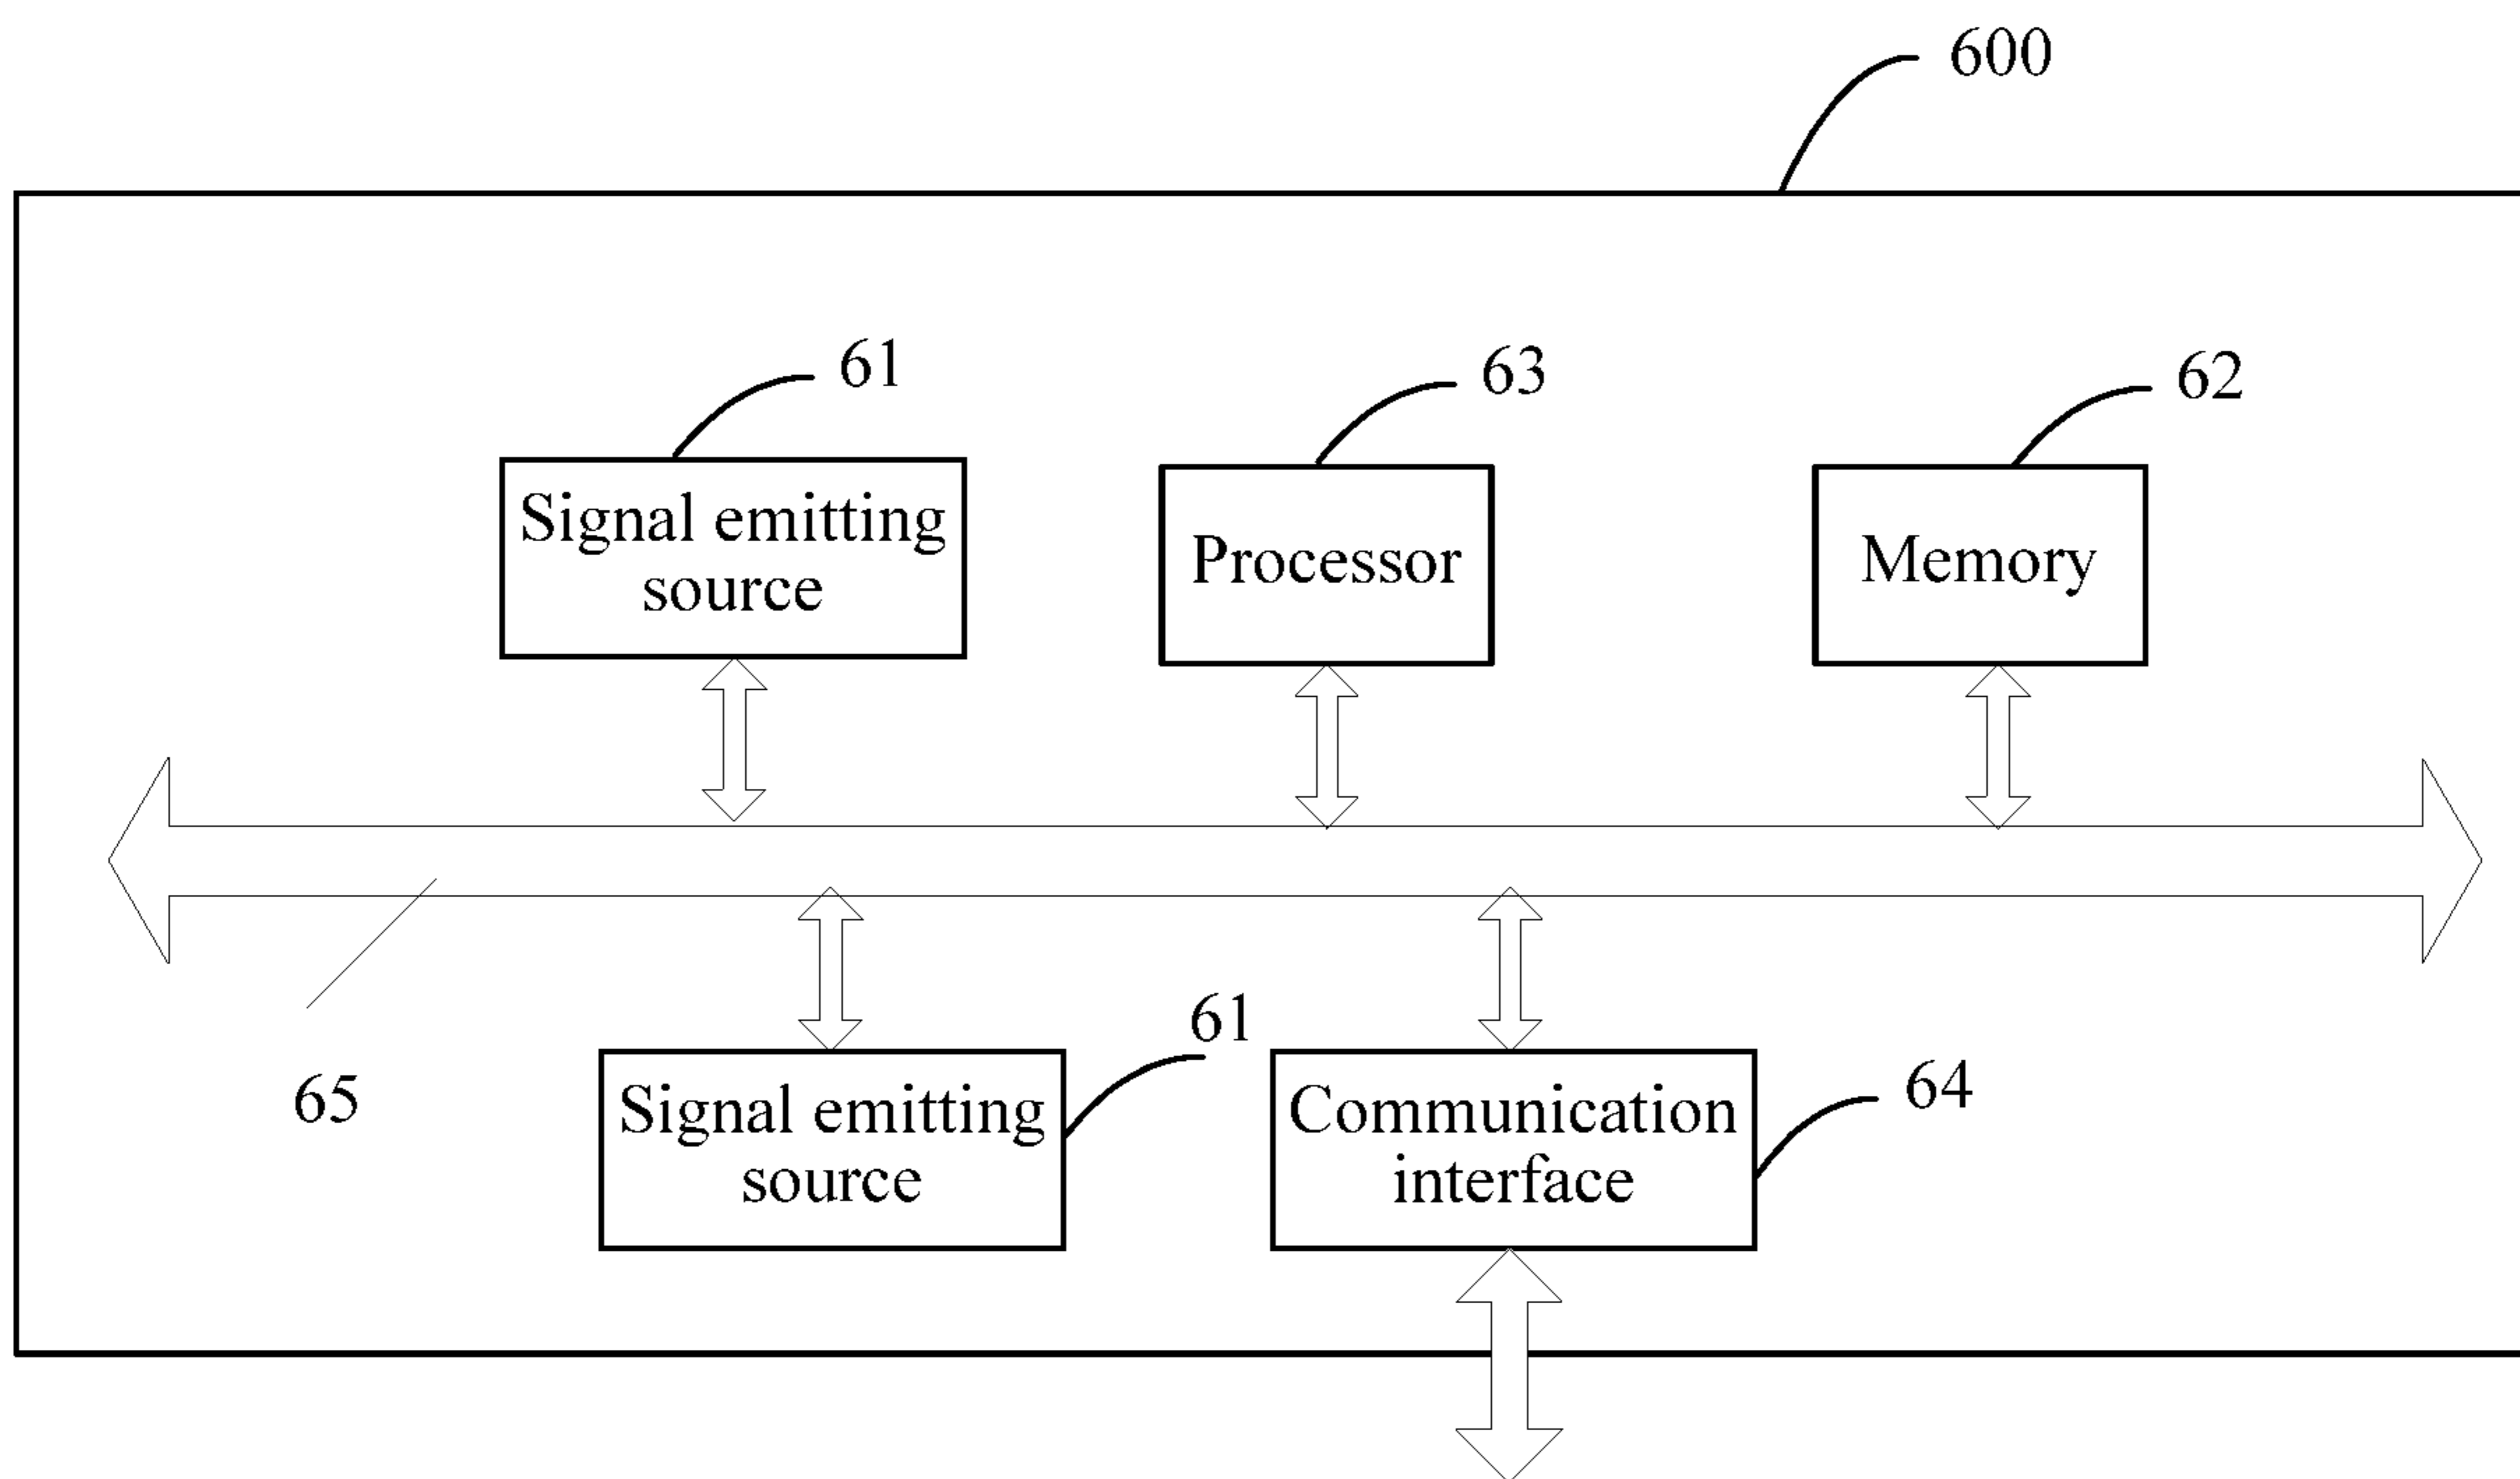 600
61
63
62
Signal emitting
source
Processor
Memory
65
61
64
Signal emitting
source
Communication
interface